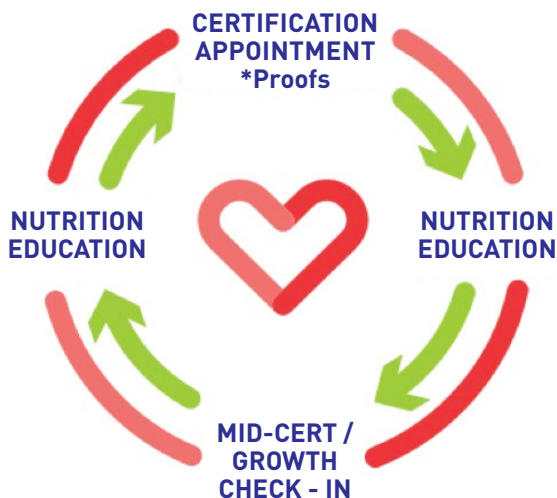 CERTIFICATION
APPOINTMENT
*Proofs
NUTRITION
EDUCATION
NUTRITION
EDUCATION
MID-CERT /
GROWTH
CHECK - IN